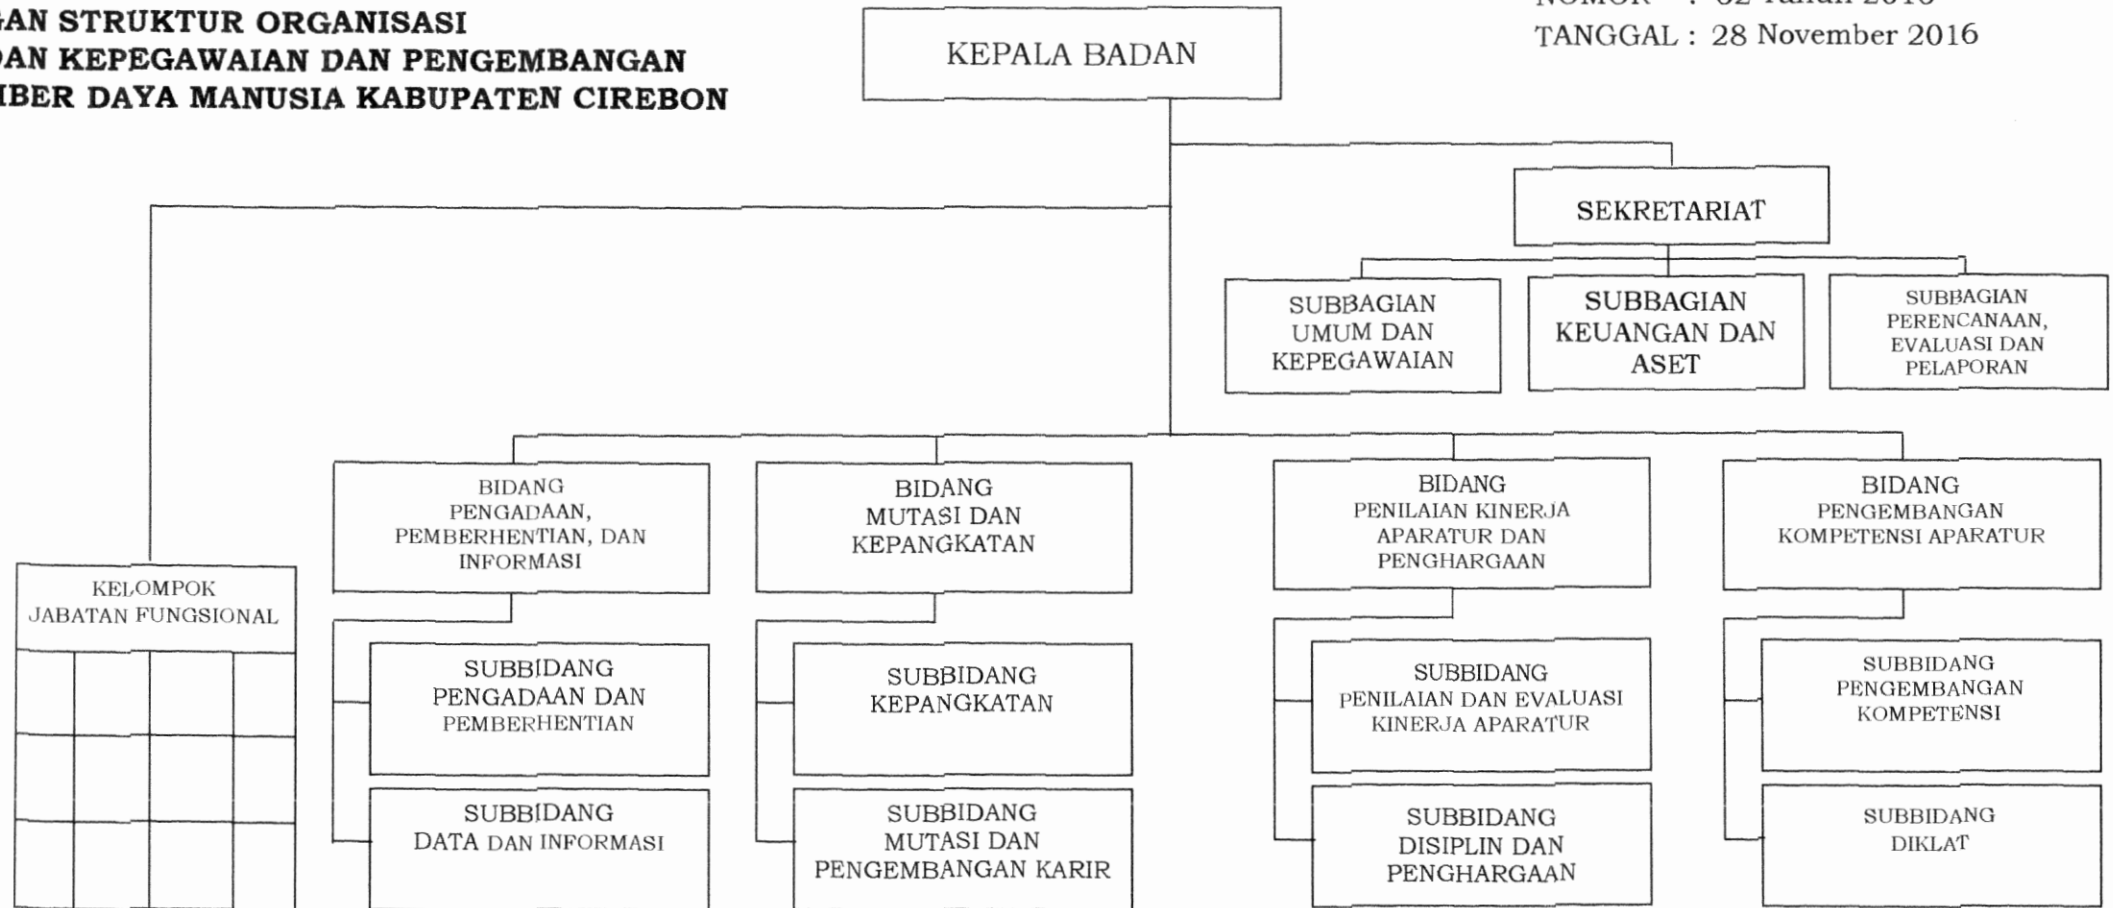 GAN STRUKTUR ORGANISASI
DAN KEPEGAWAIAN DAN PENGEMBANGAN
MBER DAYA MANUSIA KABUPATEN CIREBON
TANGGAL : 28 November 2016
KEPALA BADAN
SEKRETARIAT
SUBBAGIAN
UMUM DAN
KEPEGAWAIAN
SUBBAGIAN
KEUANGAN DAN
ASET
SUBBAGIAN
PERENCANAAN,
EVALUASI DAN
PELAPORAN
KELOMPOK
JABATAN FUNGSIONAL
BIDANG
PENGADAAN,
PEMBERHENTIAN, DAN
INFORMASI
SUBBIDANG
PENGADAAN DAN
PEMBERHENTIAN
SUBBIDANG
DATA DAN INFORMASI
BIDANG
MUTASI DAN
KEPANGKATAN
SUBBIDANG
KEPANGKATAN
SUBBIDANG
MUTASI DAN
PENGEMBANGAN KARIR
BIDANG
PENILAIAN KINERJA
APARATUR DAN
PENGHARGAAN
SUBBIDANG
PENILAIAN DAN EVALUASI
KINERJA APARATUR
SUBBIDANG
DISIPLIN DAN
PENGHARGAAN
BIDANG
PENGEMBANGAN
KOMPETENSI APARATUR
SUBBIDANG
PENGEMBANGAN
KOMPETENSI
SUBBIDANG
DIKLAT